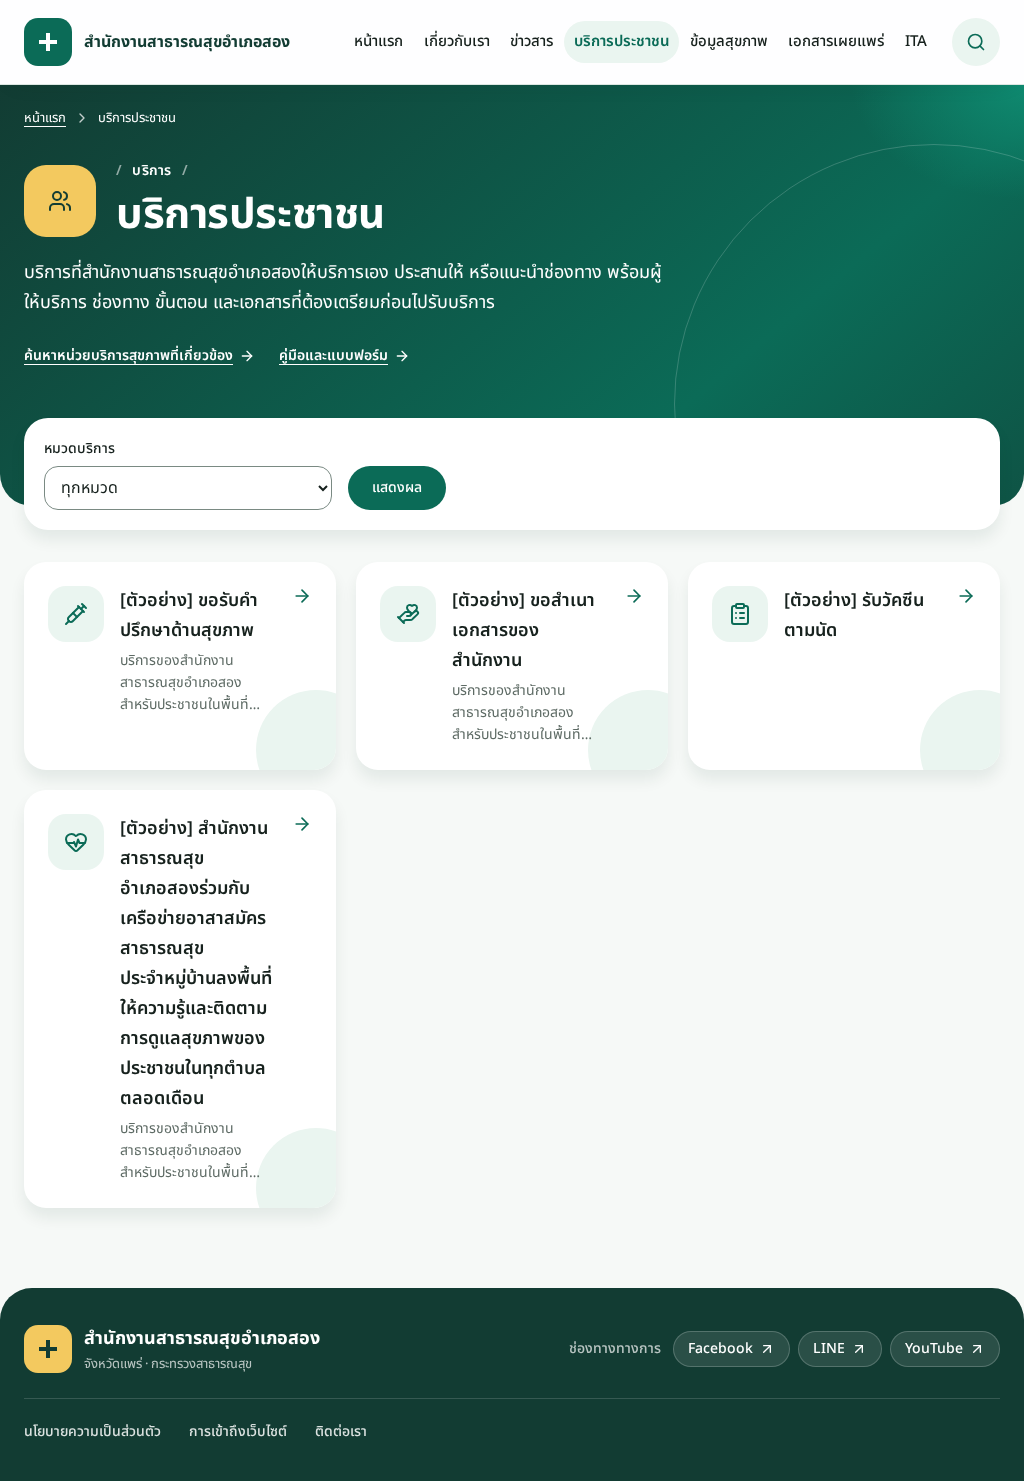 สำนักงานสาธารณสุขอำเภอสอง
หน้าแรก
เกี่ยวกับเรา
ข่าวสาร
บริการประชาชน
ข้อมูลสุขภาพ
เอกสารเผยแพร่
ITA
หน้าแรก
บริการประชาชน
/ บริการ /
บริการประชาชน
บริการที่สำนักงานสาธารณสุขอำเภอสองให้บริการเอง ประสานให้ หรือแนะนำช่องทาง พร้อมผู้
ให้บริการ ช่องทาง ขั้นตอน และเอกสารที่ต้องเตรียมก่อนไปรับบริการ
ค้นหาหน่วยบริการสุขภาพที่เกี่ยวข้อง
คู่มือและแบบฟอร์ม
หมวดบริการ
ทุกหมวด
แสดงผล
[ตัวอย่าง] ขอรับคำ
ปรึกษาด้านสุขภาพ
บริการของสำนักงาน
สาธารณสุขอำเภอสอง
สำหรับประชาชนในพื้นที่...
[ตัวอย่าง] ขอสำเนา
เอกสารของ
สำนักงาน
บริการของสำนักงาน
สาธารณสุขอำเภอสอง
สำหรับประชาชนในพื้นที่...
[ตัวอย่าง] รับวัคซีน
ตามนัด
[ตัวอย่าง] สำนักงาน
สาธารณสุข
อำเภอสองร่วมกับ
เครือข่ายอาสาสมัคร
สาธารณสุข
ประจำหมู่บ้านลงพื้นที่
ให้ความรู้และติดตาม
การดูแลสุขภาพของ
ประชาชนในทุกตำบล
ตลอดเดือน
บริการของสำนักงาน
สาธารณสุขอำเภอสอง
สำหรับประชาชนในพื้นที่...
สำนักงานสาธารณสุขอำเภอสอง
จังหวัดแพร่ · กระทรวงสาธารณสุข
ช่องทางทางการ
Facebook
LINE
YouTube
นโยบายความเป็นส่วนตัว
การเข้าถึงเว็บไซต์
ติดต่อเรา